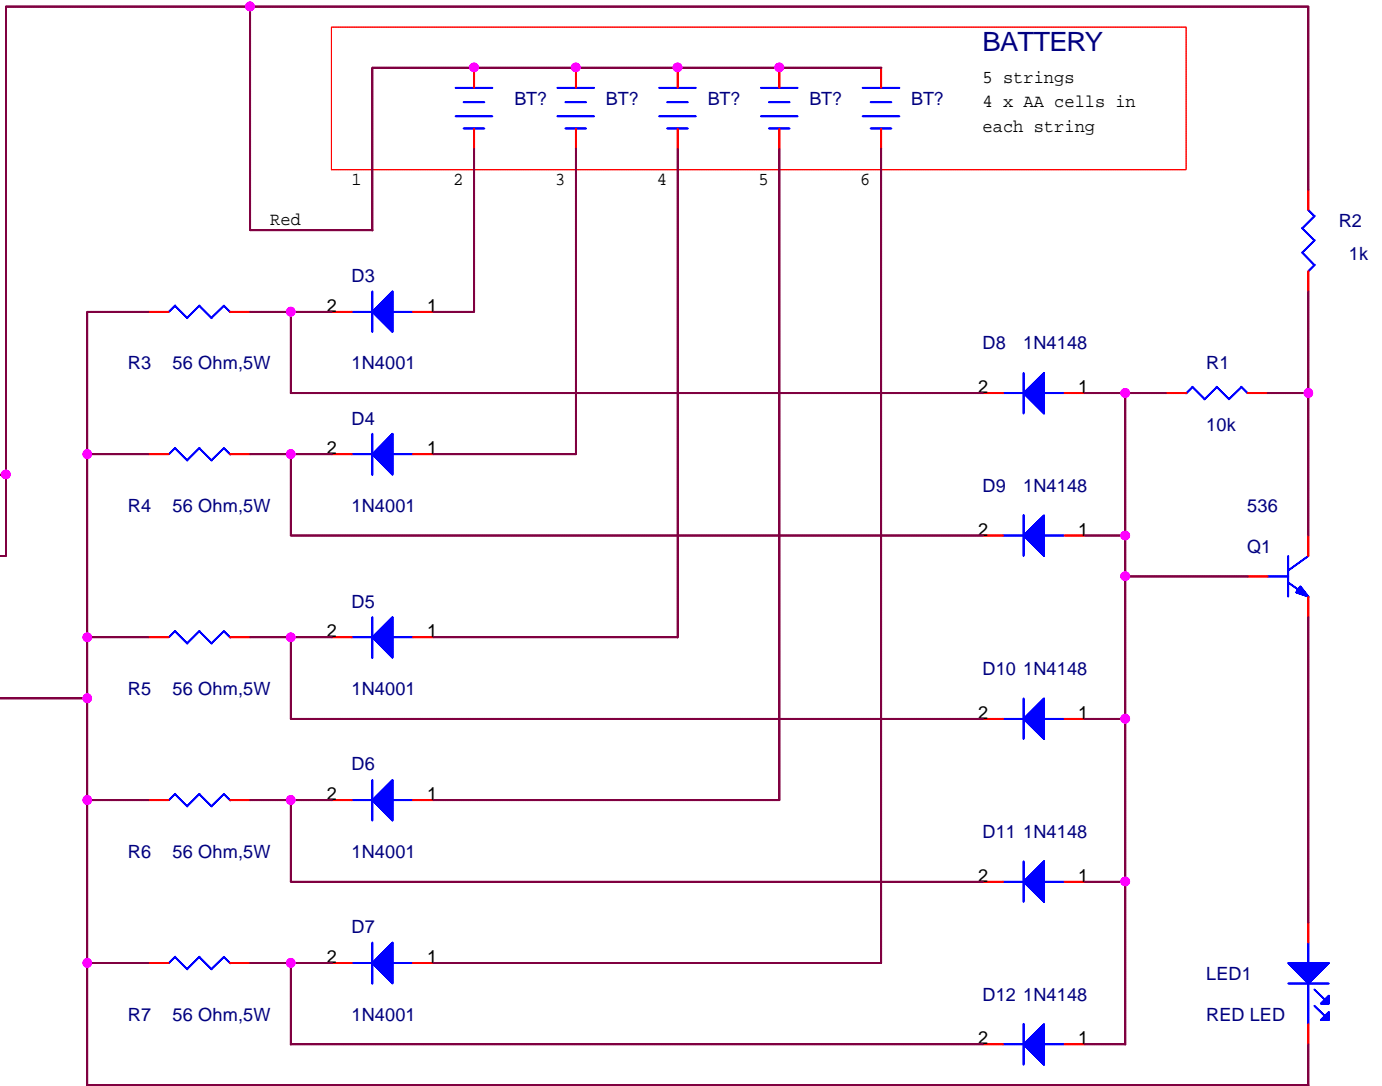 BATTERY
5 strings
4 x AA cells in
each string
BT? BT? BT? BT? BT?
1 2 3 4 5 6
Red
R2
1k
D3
2 1
R3 56 Ohm,5W 1N4001
D8 1N4148
2 1
R1
10k
D4
2 1
R4 56 Ohm,5W 1N4001
D9 1N4148
2 1
536
Q1
D5
2 1
R5 56 Ohm,5W 1N4001
D10 1N4148
2 1
D6
2 1
R6 56 Ohm,5W 1N4001
D11 1N4148
2 1
D7
2 1
R7 56 Ohm,5W 1N4001
D12 1N4148
2 1
LED1
RED LED